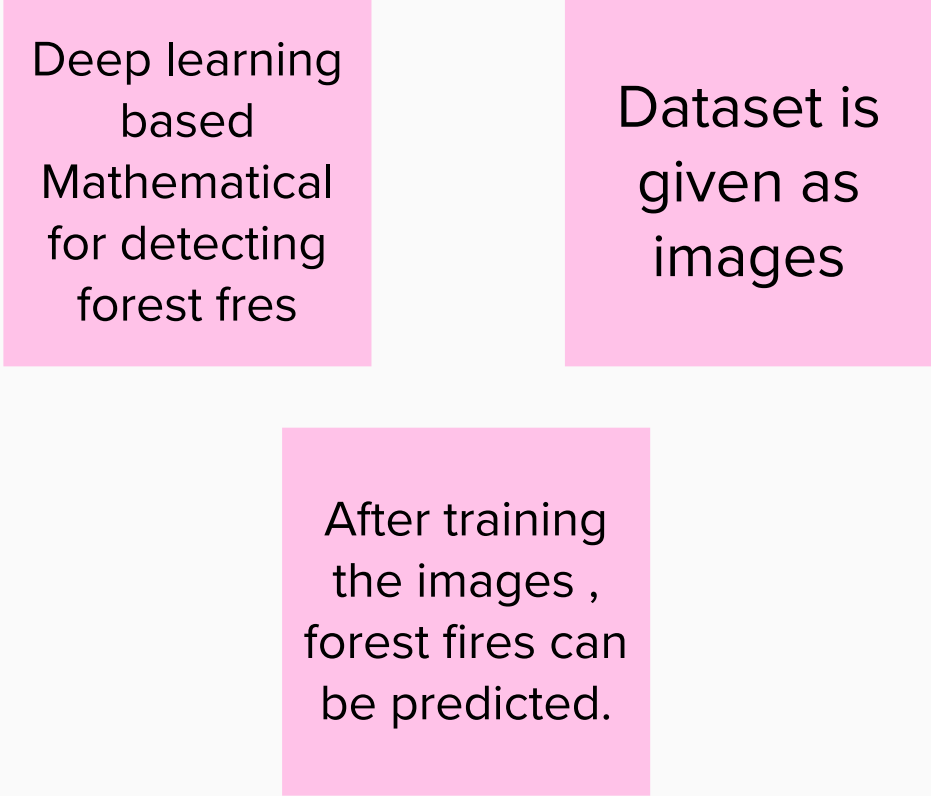 Deep learning
based
Mathematical
for detecting
forest fres
Dataset is
given as
images
After training
the images ,
forest fires can
be predicted.